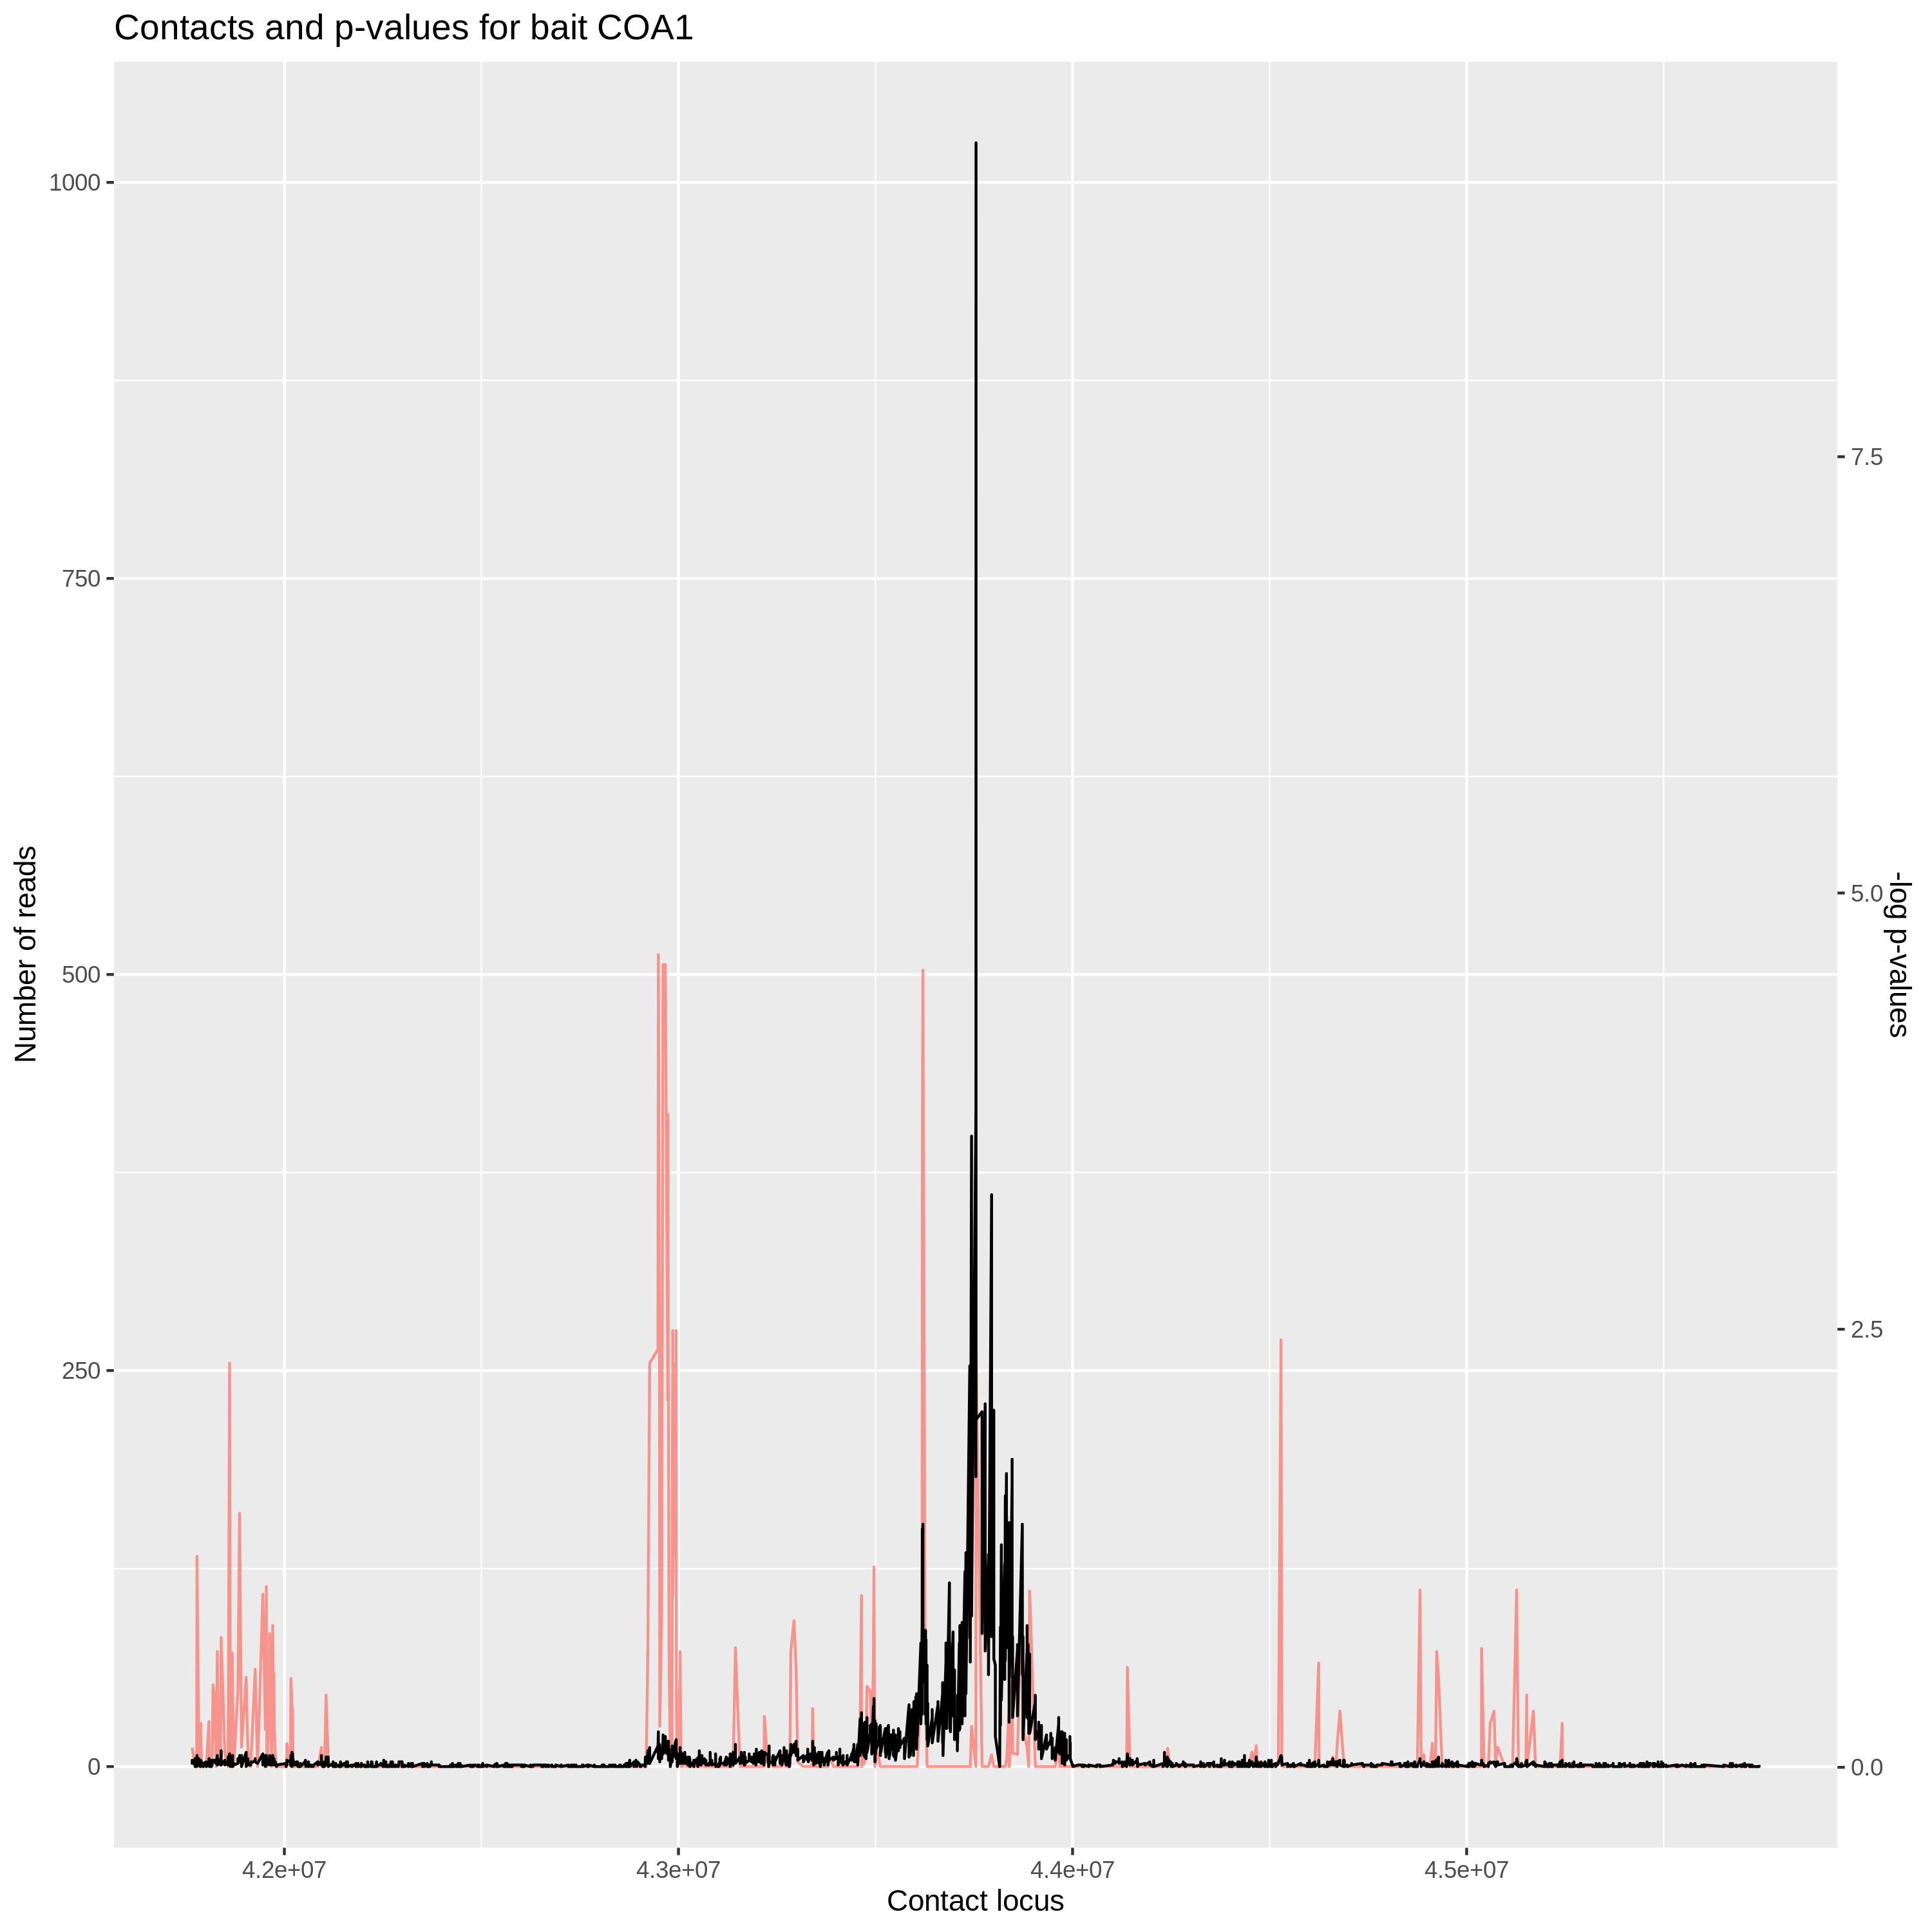 Contacts and p-values for bait COA1
1000
750
500
250
0
Number of reads
7.5
5.0
2.5
0.0
-log p-values
4.2e+07
4.3e+07
4.4e+07
4.5e+07
Contact locus